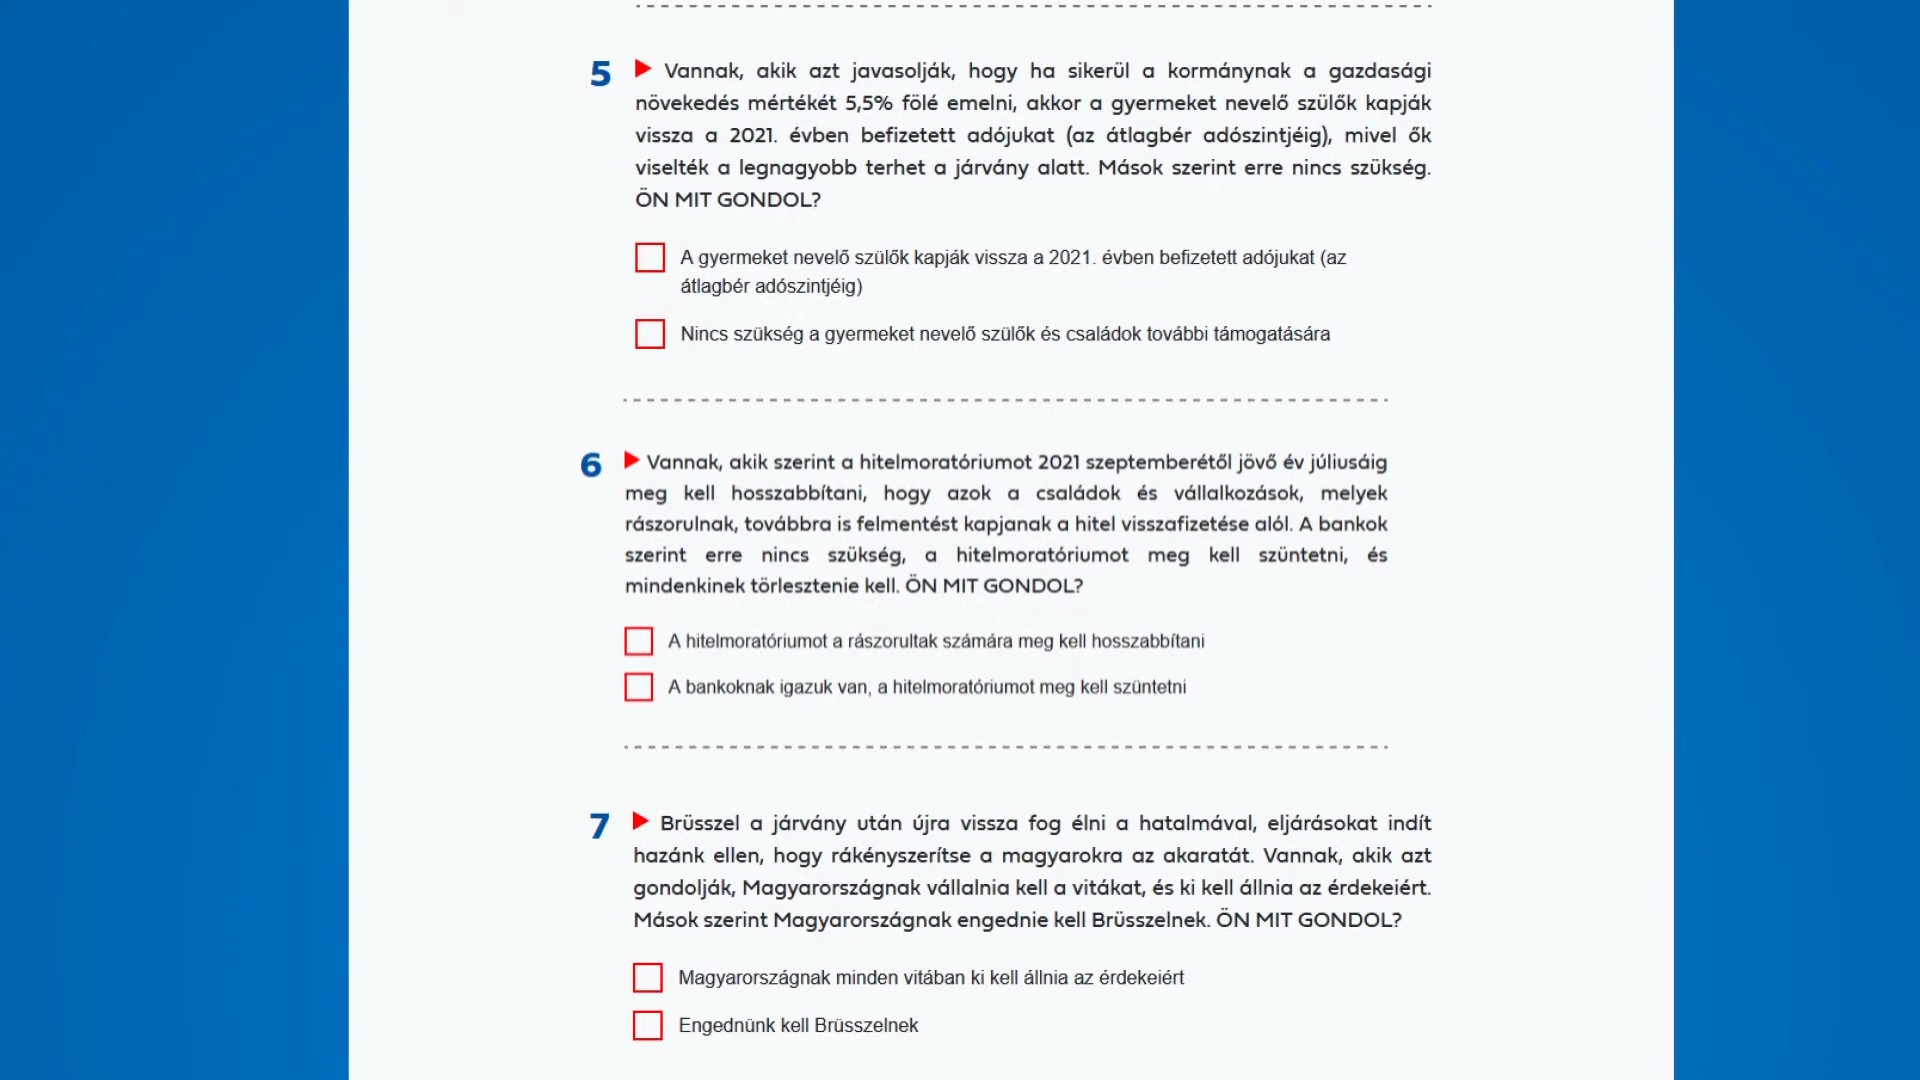 5 Vannak, akik azt javasolják, hogy ha sikerül a kormánynak a gazdasági
növekedés mértékét 5,5% fölé emelni, akkor a gyermeket nevelő szülők kapják
vissza a 2021. évben befizetett adójukat (az átlagbér adószintjéig), mivel ők
viselték a legnagyobb terhet a járvány alatt. Mások szerint erre nincs szükség.
ÖN MIT GONDOL?
A gyermeket nevelő szülők kapják vissza a 2021. évben befizetett adójukat (az
átlagbér adószintjéig)
Nincs szükség a gyermeket nevelő szülők és családok további támogatására
6 Vannak, akik szerint a hitelmoratóriumot 2021 szeptemberétől jövő év júliusáig
meg kell hosszabbítani, hogy azok a családok és vállalkozások, melyek
rászorulnak, továbbra is felmentést kapjanak a hitel visszafizetése alól. A bankok
szerint erre nincs szükség, a hitelmoratóriumot meg kell szüntetni, és
mindenkinek törlesztenie kell. ÖN MIT GONDOL?
A hitelmoratóriumot a rászorultak számára meg kell hosszabbítani
A bankoknak igazuk van, a hitelmoratóriumot meg kell szüntetni
7 Brüsszel a járvány után újra vissza fog élni a hatalmával, eljárásokat indít
hazánk ellen, hogy rákényszerítse a magyarokra az akaratát. Vannak, akik azt
gondolják, Magyarországnak vállalnia kell a vitákat, és ki kell állnia az érdekeiért.
Mások szerint Magyarországnak engednie kell Brüsszelnek. ÖN MIT GONDOL?
Magyarországnak minden vitában ki kell állnia az érdekeiért
Engednünk kell Brüsszelnek